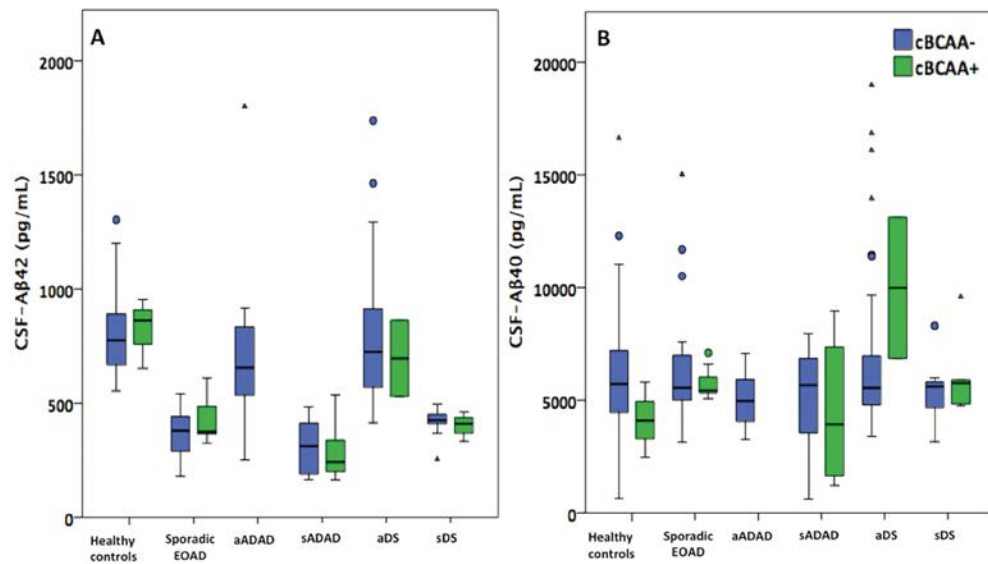 A
CSF-Aβ42 (pg/mL)
2000
1500
1000
500
0
Healthy controls
Sporadic EOAD
aADAD
sADAD
aDS
sDS
B
cBCAA-
cBCAA+
CSF-Aβ40 (pg/mL)
20000
15000
10000
5000
0
Healthy controls
Sporadic EOAD
aADAD
sADAD
aDS
sDS